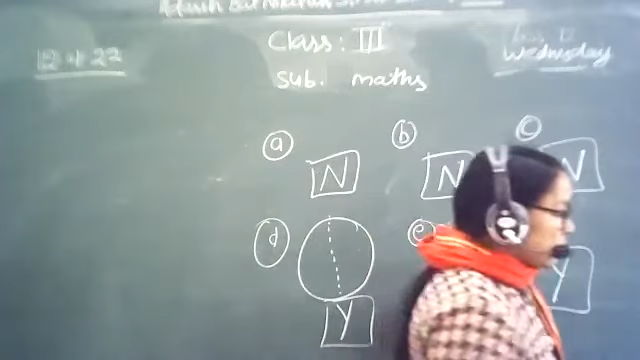 Class: III
Wednesday
Sub. maths
a b c
N N N
d e
Y Y